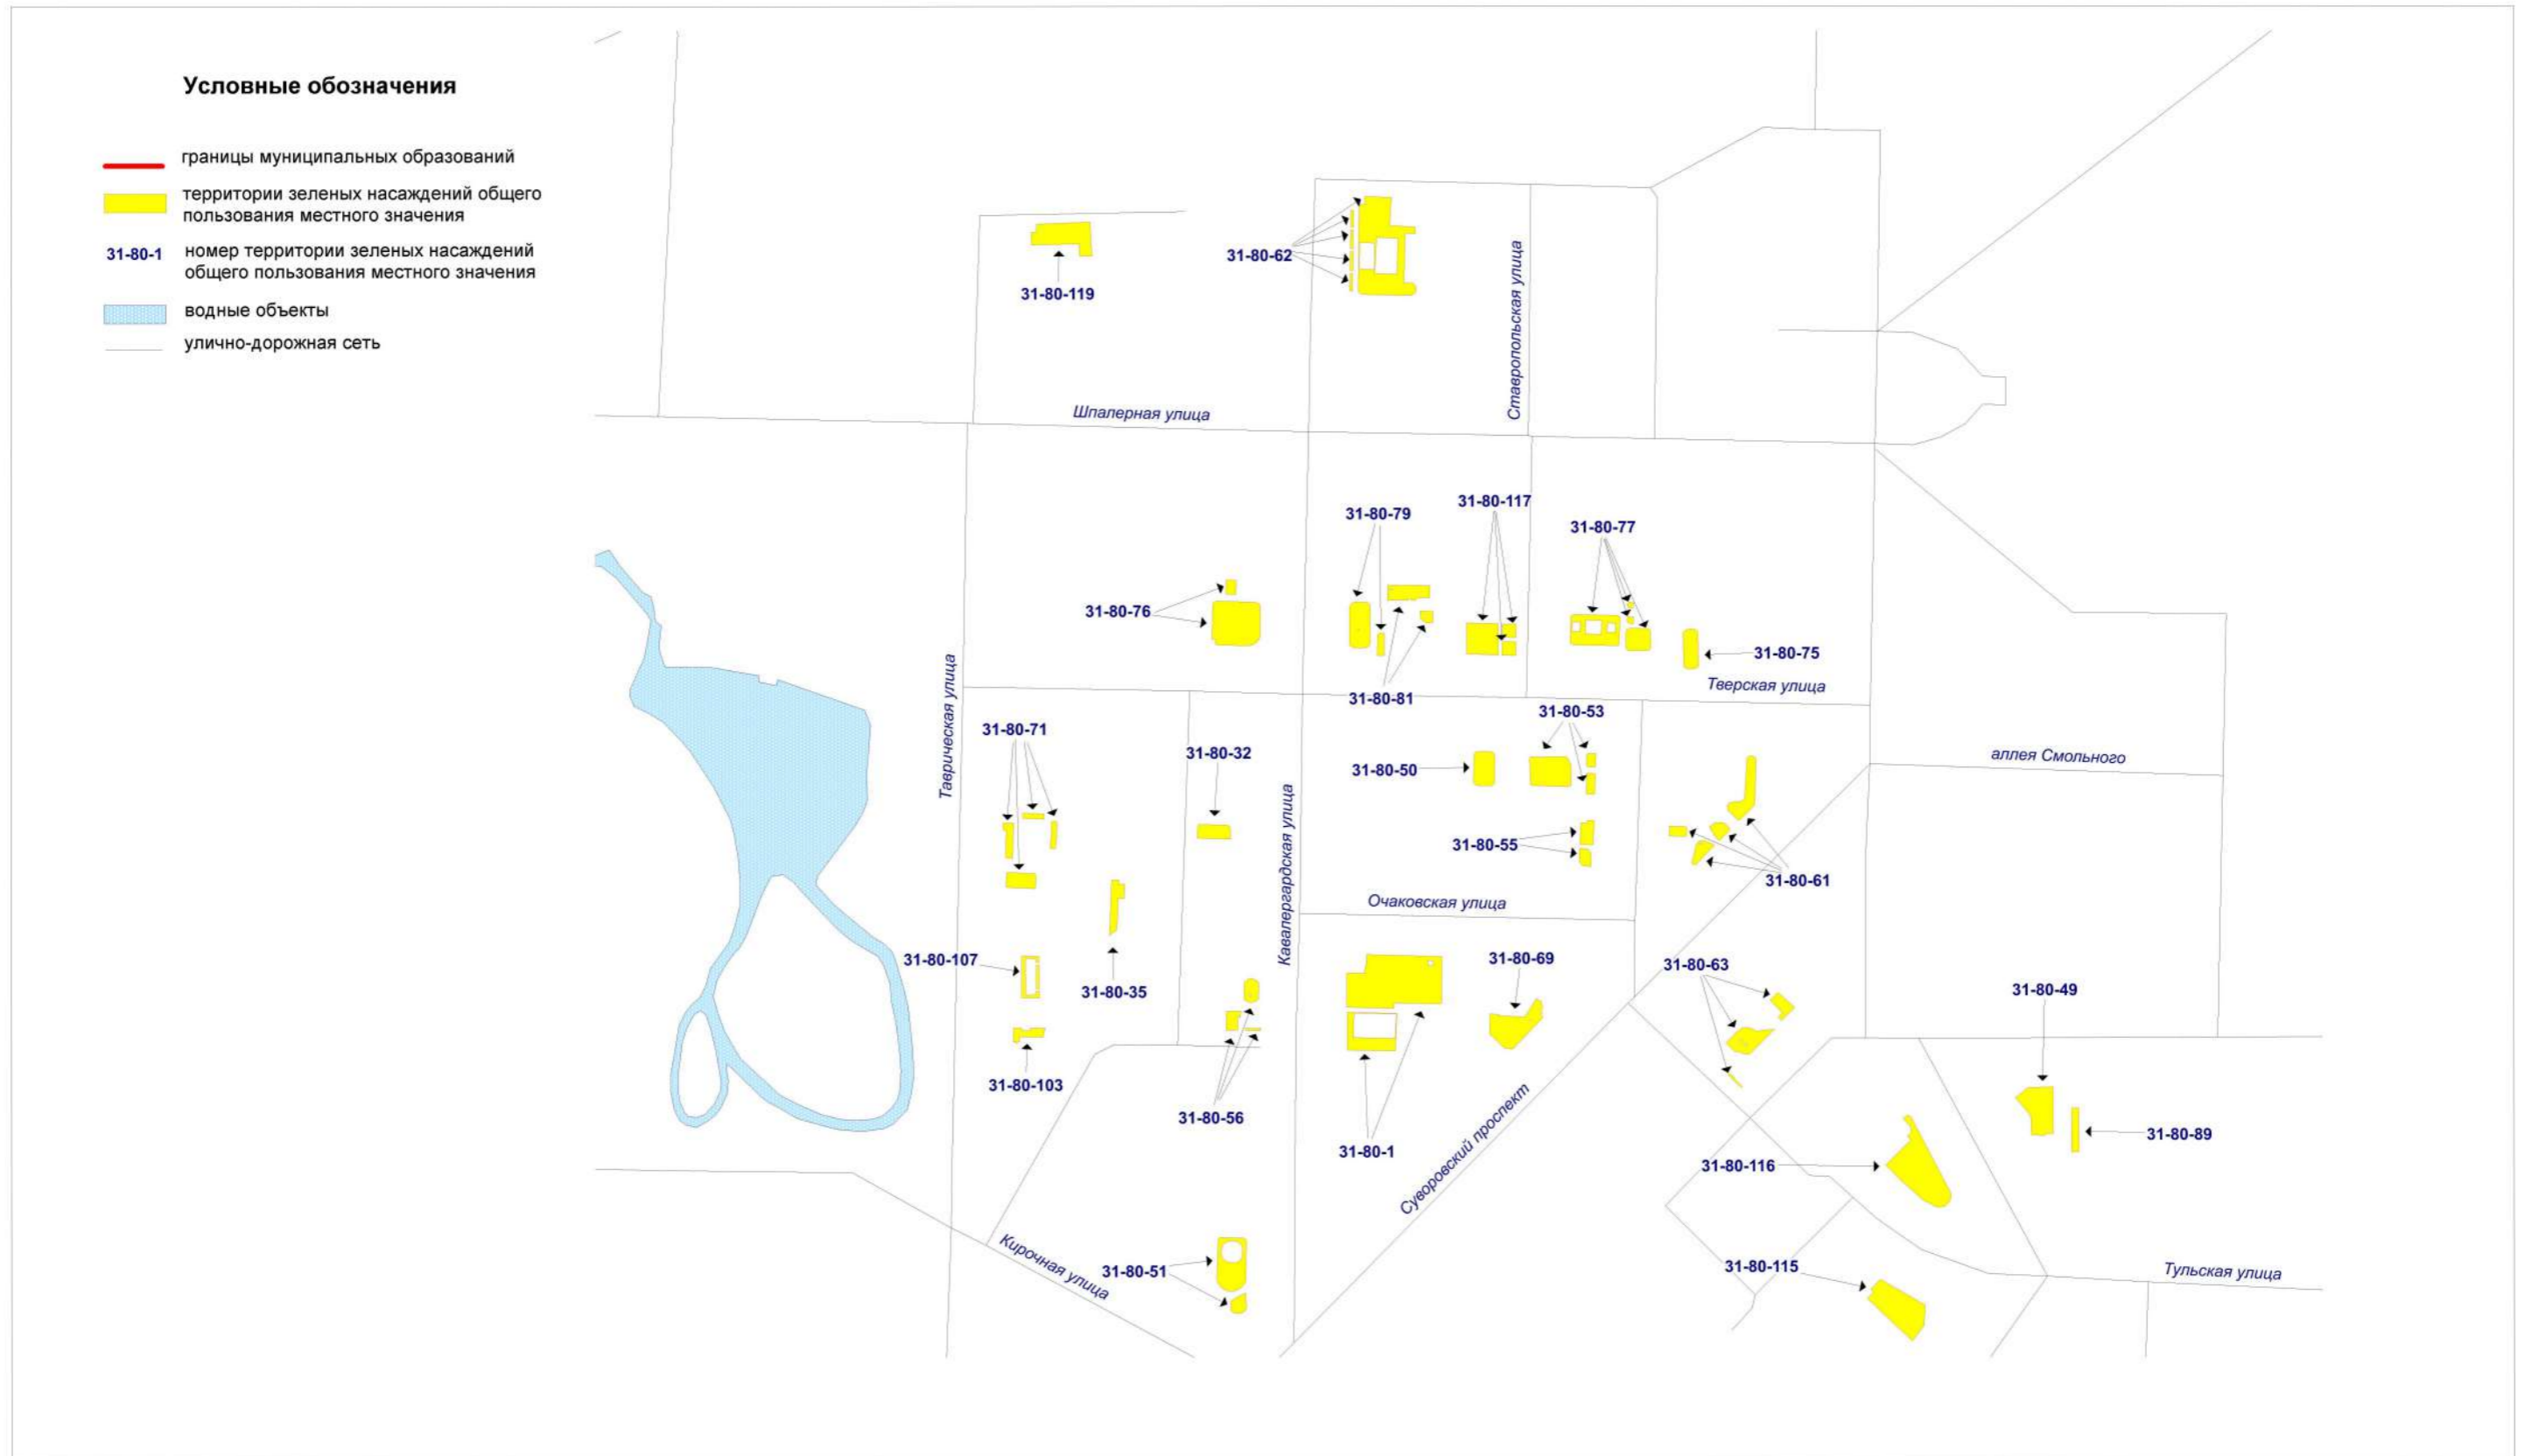 Условные обозначения
границы муниципальных образований
территории зеленых насаждений общего
пользования местного значения
31-80-1
номер территории зеленых насаждений
общего пользования местного значения
водные объекты
улично-дорожная сеть
31-80-62
31-80-119
Ставропольская улица
Шпалерная улица
31-80-79
31-80-117
31-80-77
31-80-76
31-80-75
Тверская улица
31-80-81
31-80-53
Таврическая улица
31-80-71
31-80-32
31-80-50
аллея Смольного
31-80-55
Кавалергардская улица
31-80-61
Очаковская улица
31-80-107
31-80-35
31-80-69
31-80-63
31-80-49
31-80-103
31-80-56
31-80-1
Суворовский проспект
31-80-89
31-80-116
Кирочная улица
31-80-51
31-80-115
Тульская улица